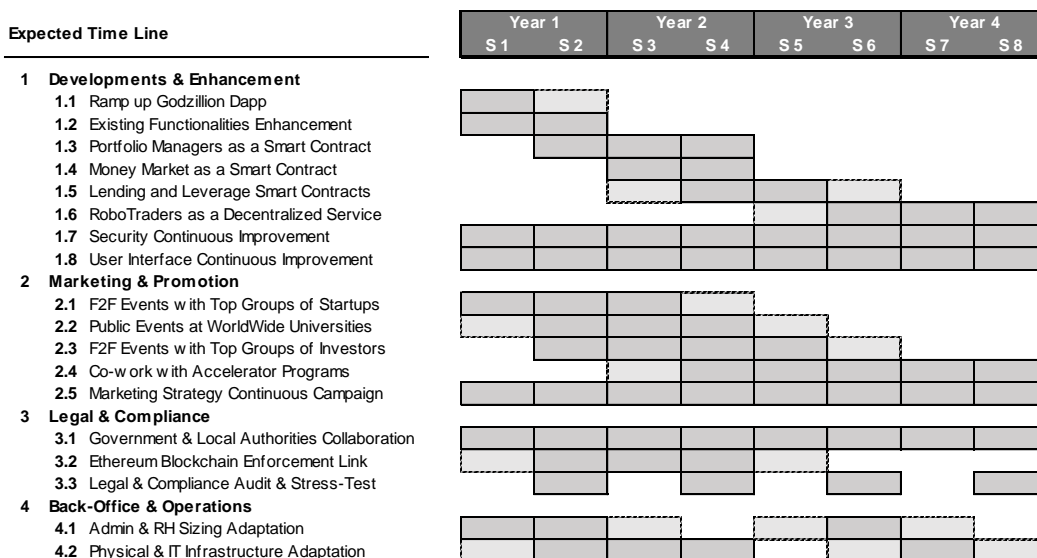 Expected Time Line
Year 1 Year 2 Year 3 Year 4
S 1 S 2 S 3 S 4 S 5 S 6 S 7 S 8
1 Developments & Enhancement
1.1 Ramp up Godzillion Dapp
1.2 Existing Functionalities Enhancement
1.3 Portfolio Managers as a Smart Contract
1.4 Money Market as a Smart Contract
1.5 Lending and Leverage Smart Contracts
1.6 RoboTraders as a Decentralized Service
1.7 Security Continuous Improvement
1.8 User Interface Continuous Improvement
2 Marketing & Promotion
2.1 F2F Events with Top Groups of Startups
2.2 Public Events at WorldWide Universities
2.3 F2F Events with Top Groups of Investors
2.4 Co-work with Accelerator Programs
2.5 Marketing Strategy Continuous Campaign
3 Legal & Compliance
3.1 Government & Local Authorities Collaboration
3.2 Ethereum Blockchain Enforcement Link
3.3 Legal & Compliance Audit & Stress-Test
4 Back-Office & Operations
4.1 Admin & RH Sizing Adaptation
4.2 Physical & IT Infrastructure Adaptation